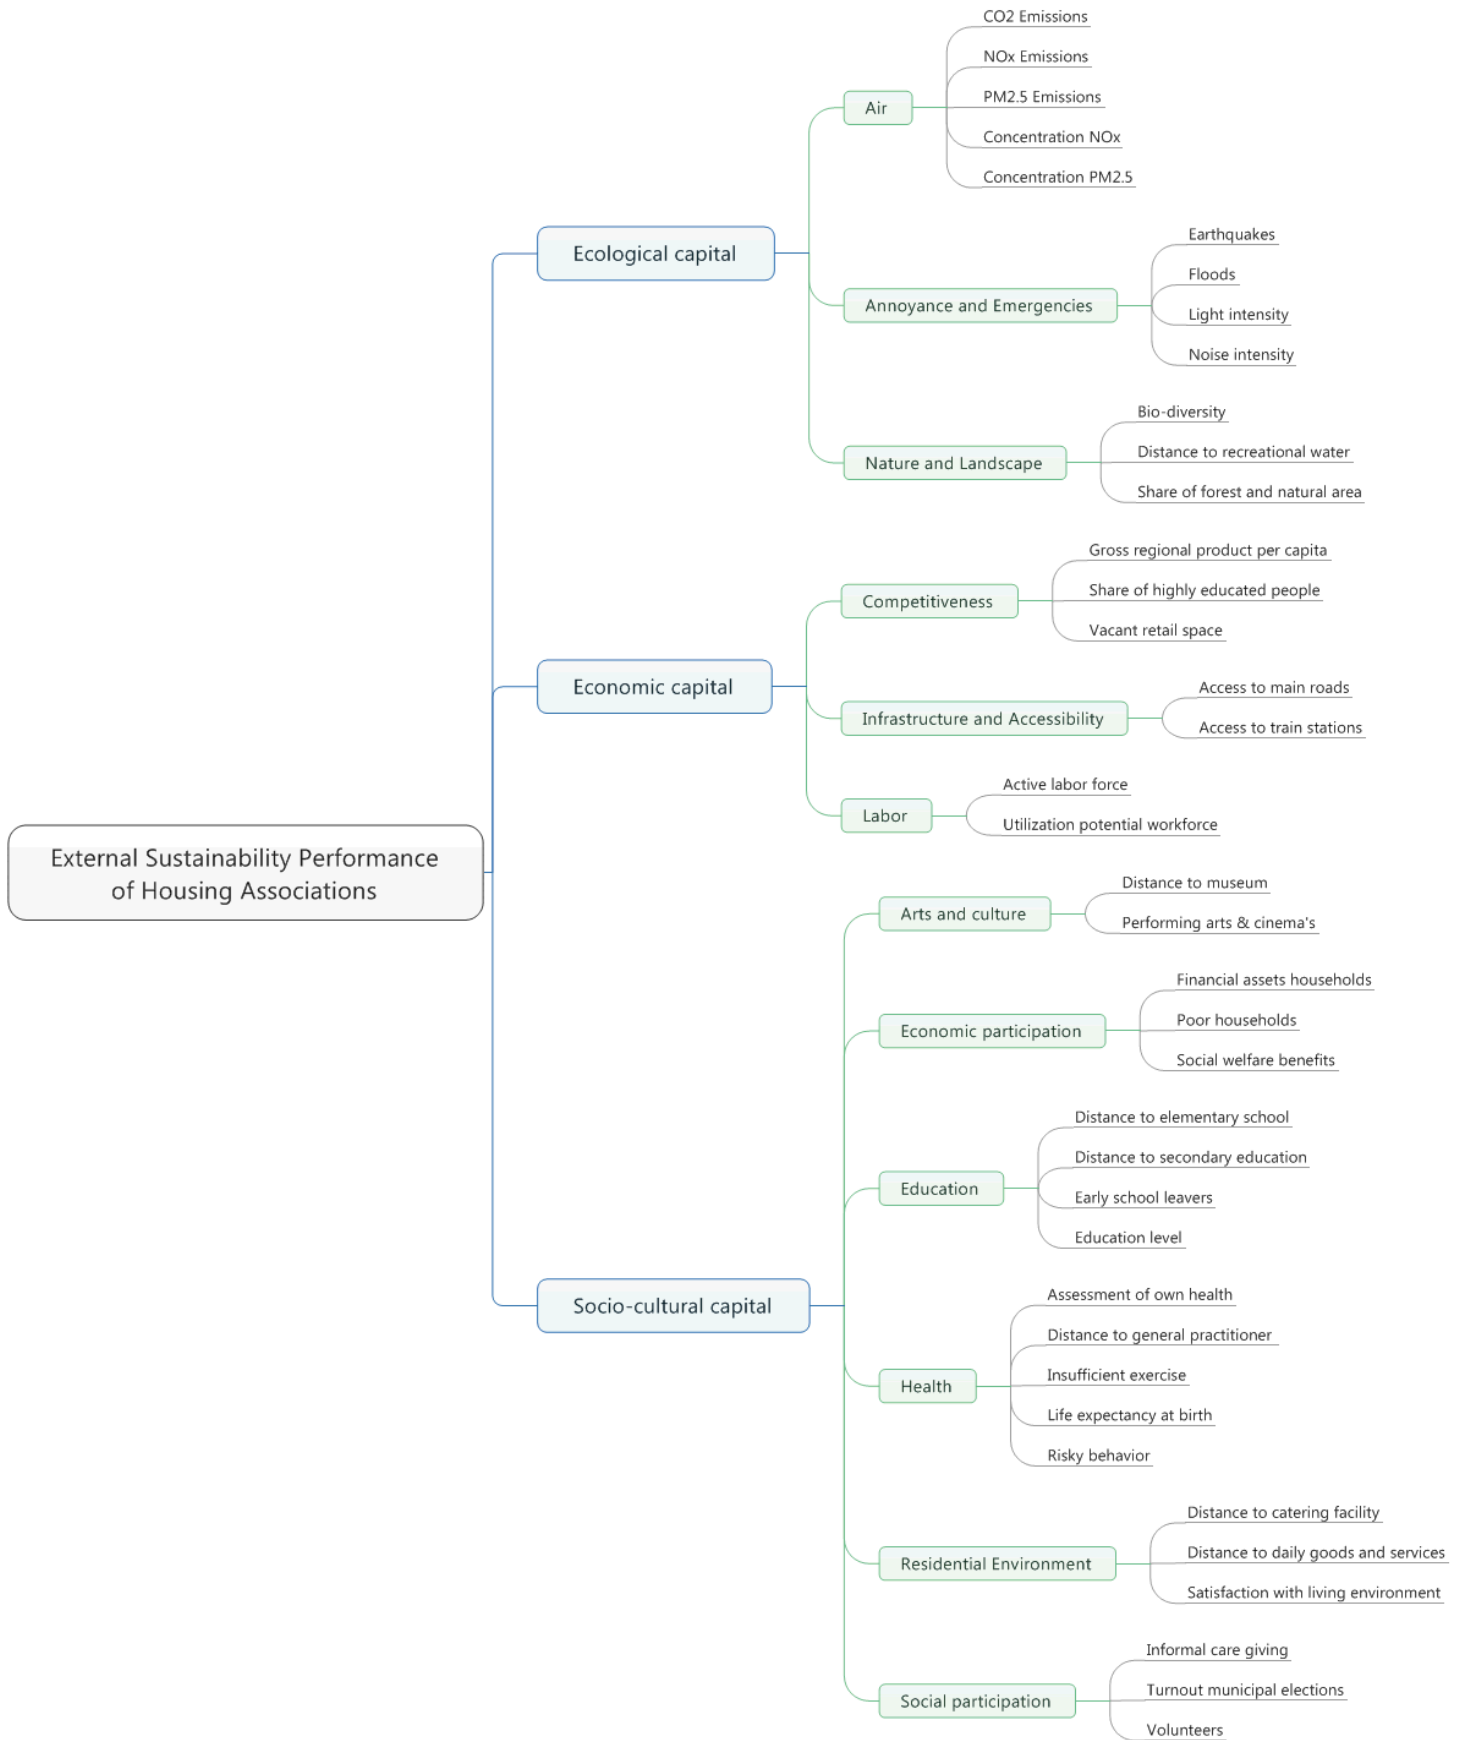 External Sustainability Performance
of Housing Associations
Ecological capital
Air
CO2 Emissions
NOx Emissions
PM2.5 Emissions
Concentration NOx
Concentration PM2.5
Annoyance and Emergencies
Earthquakes
Floods
Light intensity
Noise intensity
Nature and Landscape
Bio-diversity
Distance to recreational water
Share of forest and natural area
Economic capital
Competitiveness
Gross regional product per capita
Share of highly educated people
Vacant retail space
Infrastructure and Accessibility
Access to main roads
Access to train stations
Labor
Active labor force
Utilization potential workforce
Socio-cultural capital
Arts and culture
Distance to museum
Performing arts & cinema's
Economic participation
Financial assets households
Poor households
Social welfare benefits
Education
Distance to elementary school
Distance to secondary education
Early school leavers
Education level
Health
Assessment of own health
Distance to general practitioner
Insufficient exercise
Life expectancy at birth
Risky behavior
Residential Environment
Distance to catering facility
Distance to daily goods and services
Satisfaction with living environment
Social participation
Informal care giving
Turnout municipal elections
Volunteers